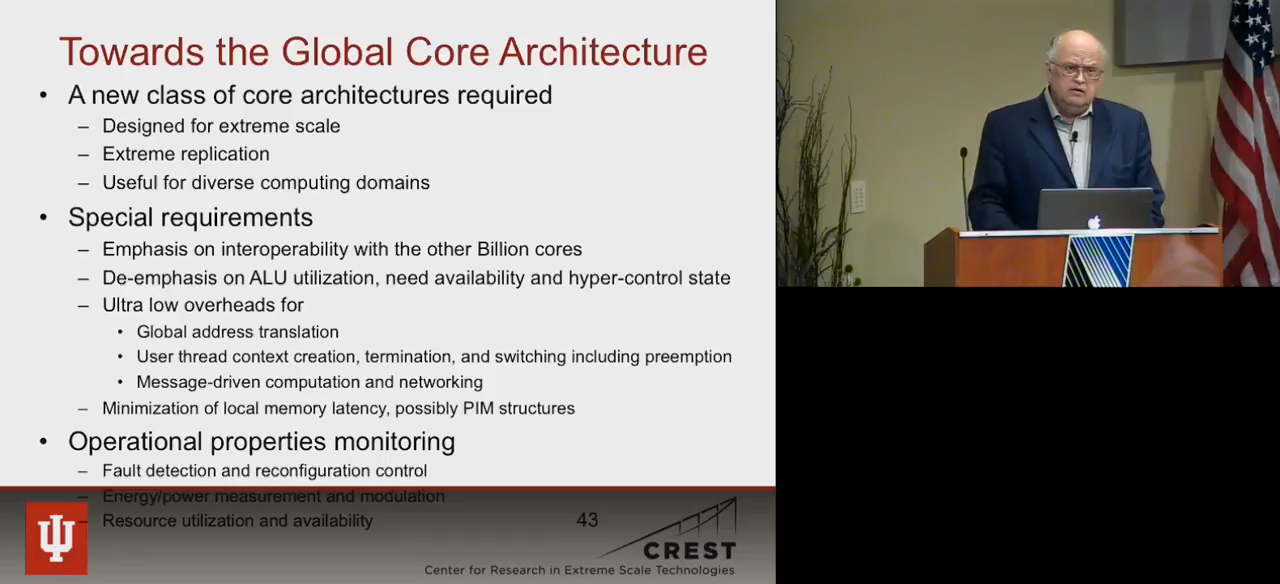 Towards the Global Core Architecture
• A new class of core architectures required
– Designed for extreme scale
– Extreme replication
– Useful for diverse computing domains
• Special requirements
– Emphasis on interoperability with the other Billion cores
– De-emphasis on ALU utilization, need availability and hyper-control state
– Ultra low overheads for
• Global address translation
• User thread context creation, termination, and switching including preemption
• Message-driven computation and networking
– Minimization of local memory latency, possibly PIM structures
• Operational properties monitoring
– Fault detection and reconfiguration control
– Energy/power measurement and modulation
– Resource utilization and availability
43
CREST
Center for Research in Extreme Scale Technologies